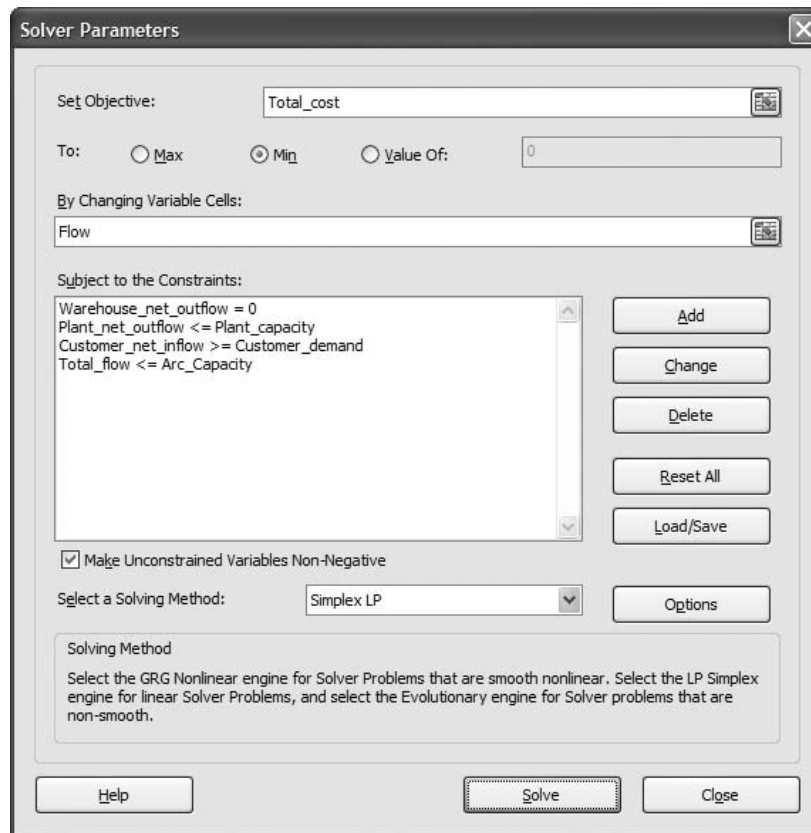 Solver Parameters
Set Objective:
Total_cost
To:
Max
Min
Value Of:
0
By Changing Variable Cells:
Flow
Subject to the Constraints:
Warehouse_net_outflow = 0
Plant_net_outflow <= Plant_capacity
Customer_net_inflow >= Customer_demand
Total_flow <= Arc_Capacity
Add
Change
Delete
Reset All
Load/Save
Make Unconstrained Variables Non-Negative
Select a Solving Method:
Simplex LP
Options
Solving Method
Select the GRG Nonlinear engine for Solver Problems that are smooth nonlinear. Select the LP Simplex
engine for linear Solver Problems, and select the Evolutionary engine for Solver problems that are
non-smooth.
Help
Solve
Close